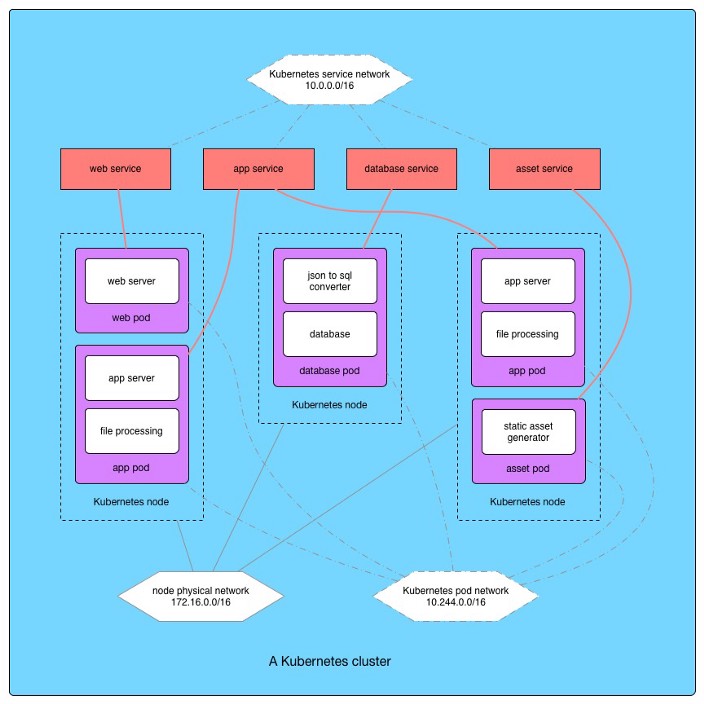 Kubernetes service network
10.0.0.0/16
web service
app service
database service
asset service
web server
web pod
app server
file processing
app pod
Kubernetes node
json to sql
converter
database
database pod
Kubernetes node
app server
file processing
app pod
static asset
generator
asset pod
Kubernetes node
node physical network
172.16.0.0/16
Kubernetes pod network
10.244.0.0/16
A Kubernetes cluster